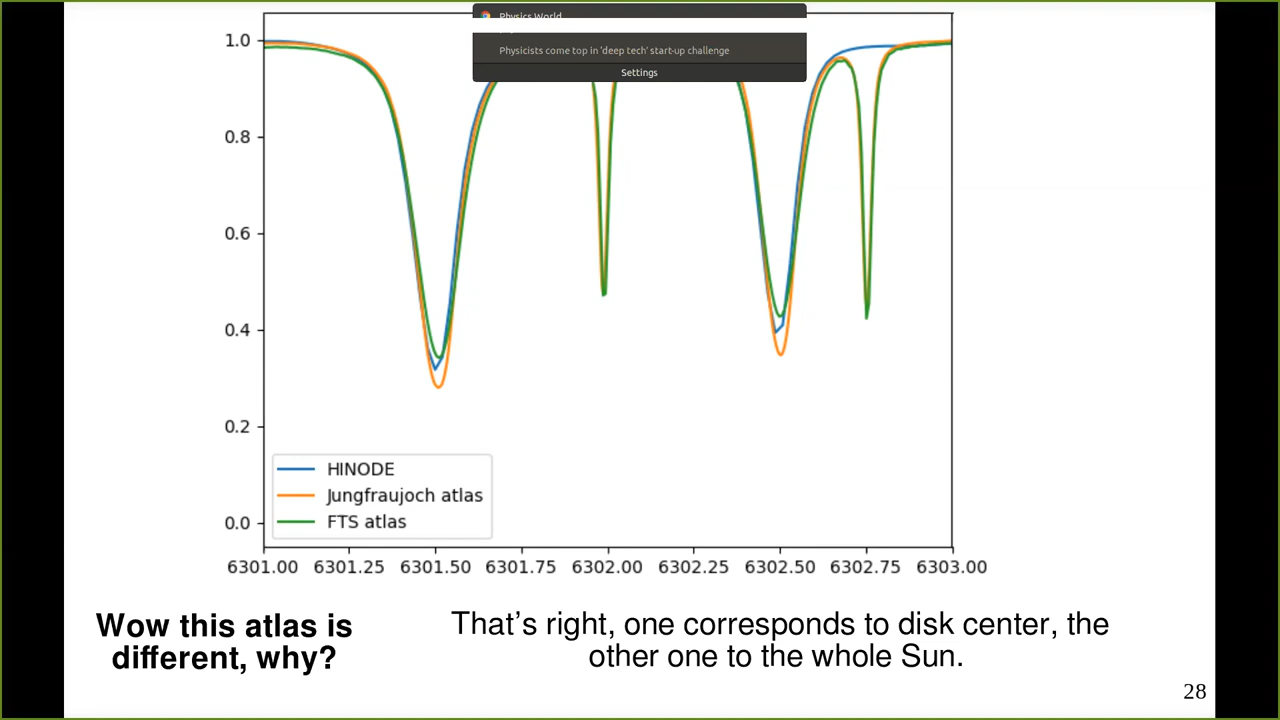 Physics World
Physicists come top in 'deep tech' start-up challenge
Settings
1.0
0.8
0.6
0.4
0.2
0.0
HINODE
Jungfraujoch atlas
FTS atlas
6301.00 6301.25 6301.50 6301.75 6302.00 6302.25 6302.50 6302.75 6303.00
Wow this atlas is
different, why?
That's right, one corresponds to disk center, the
other one to the whole Sun.
28